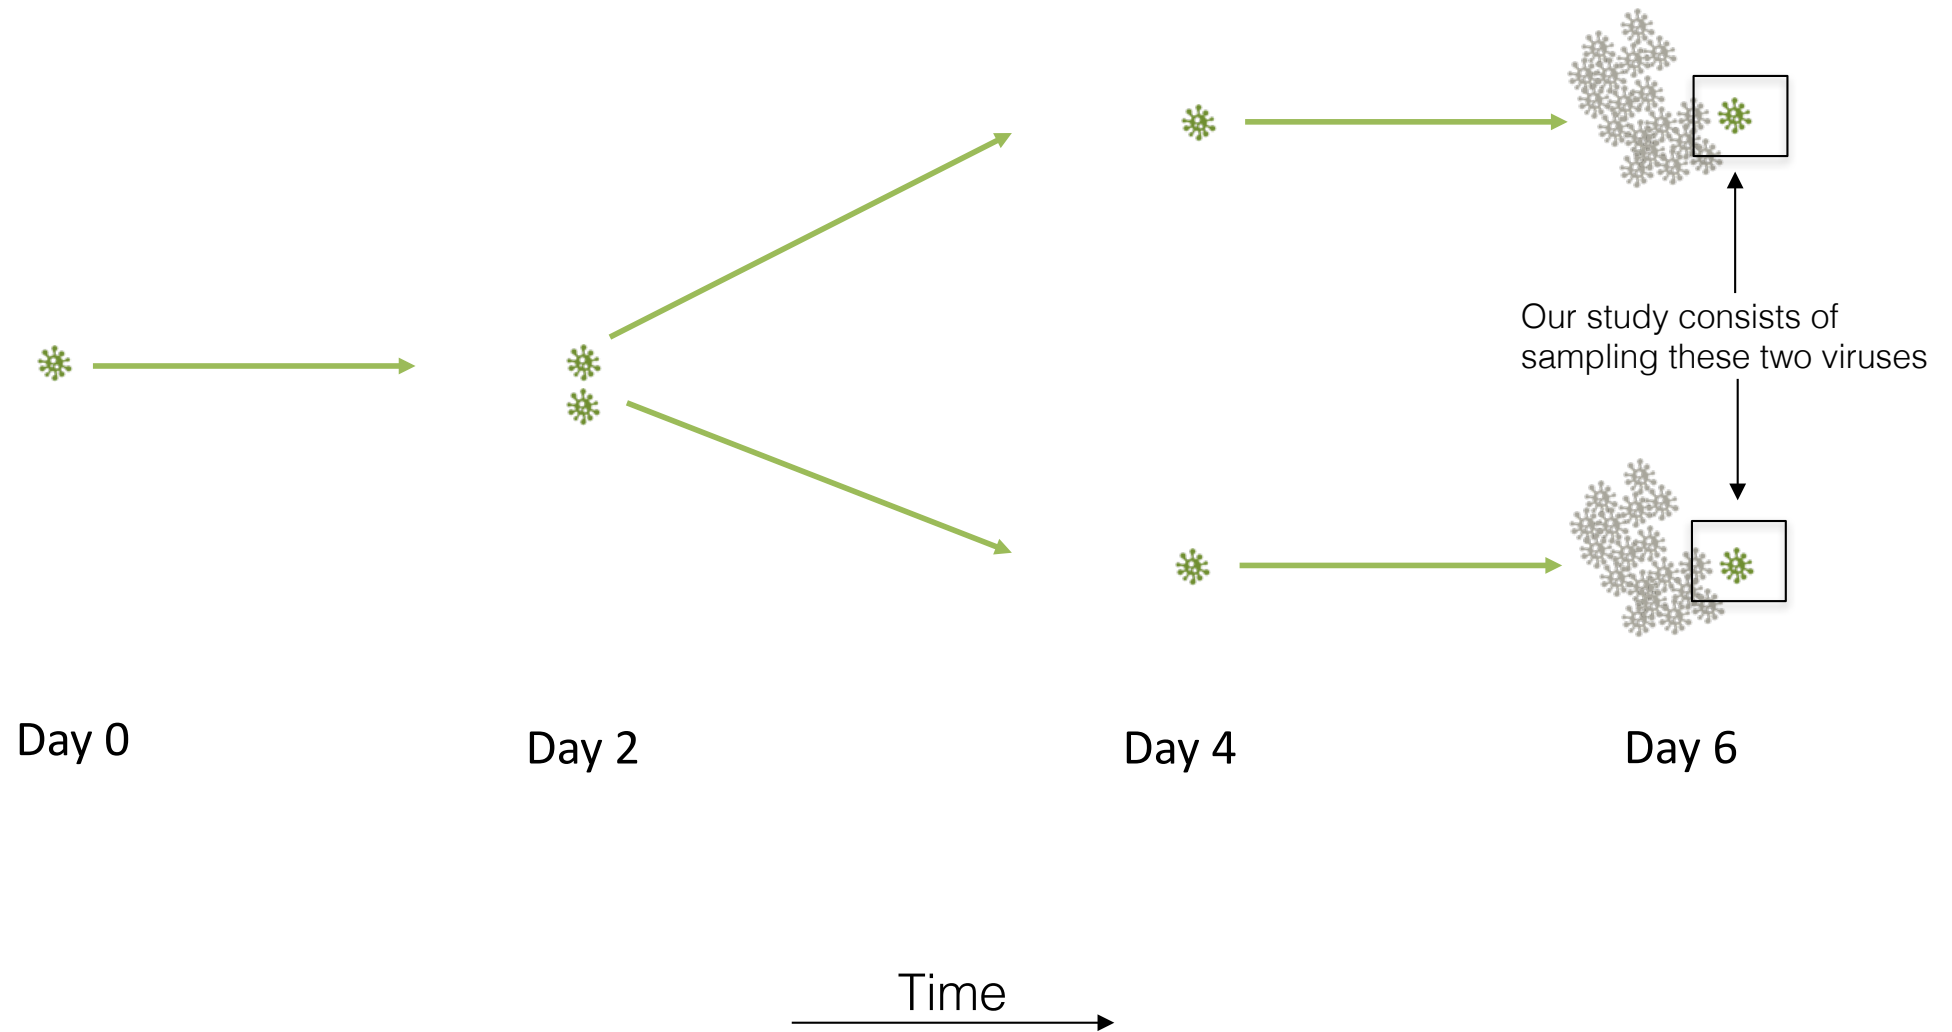 Our study consists of
sampling these two viruses
Day 0
Day 2
Day 4
Day 6
Time